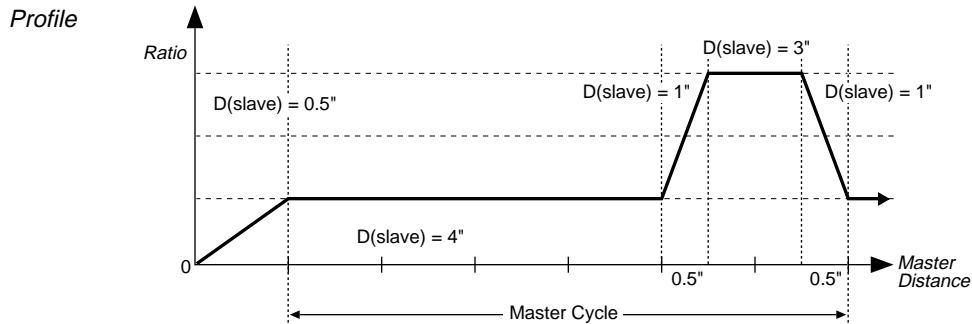 Profile
Ratio
D(slave) = 3"
D(slave) = 0.5"
D(slave) = 1"
D(slave) = 1"
D(slave) = 4"
0
0.5"
0.5"
Master
Distance
Master Cycle